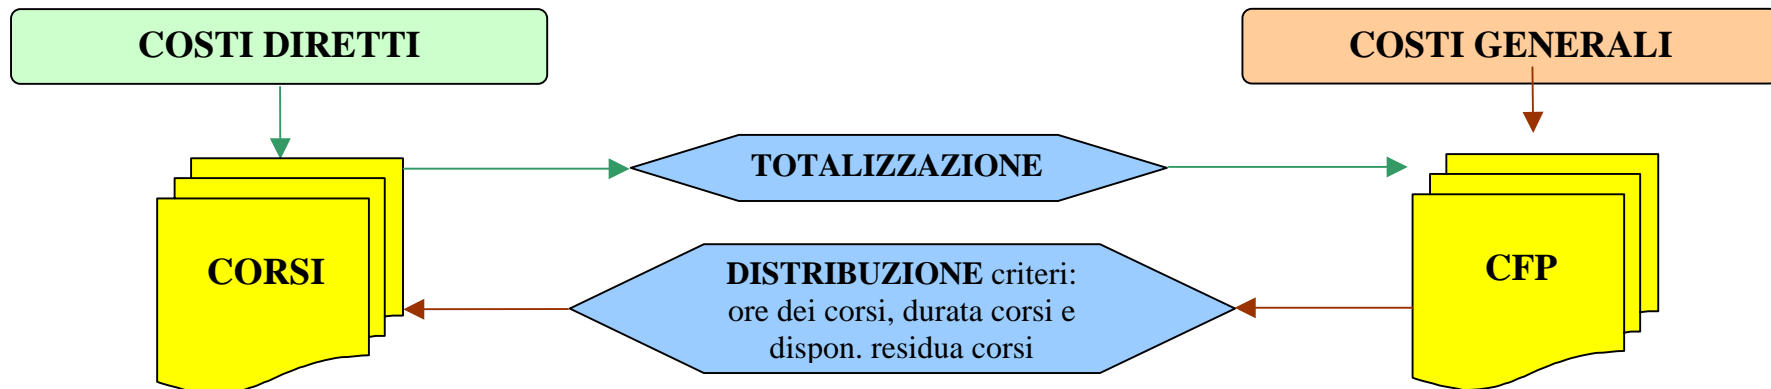 COSTI DIRETTI
COSTI GENERALI
TOTALIZZAZIONE
CORSI
DISTRIBUZIONE criteri:
ore dei corsi, durata corsi e
dispon. residua corsi
CFP